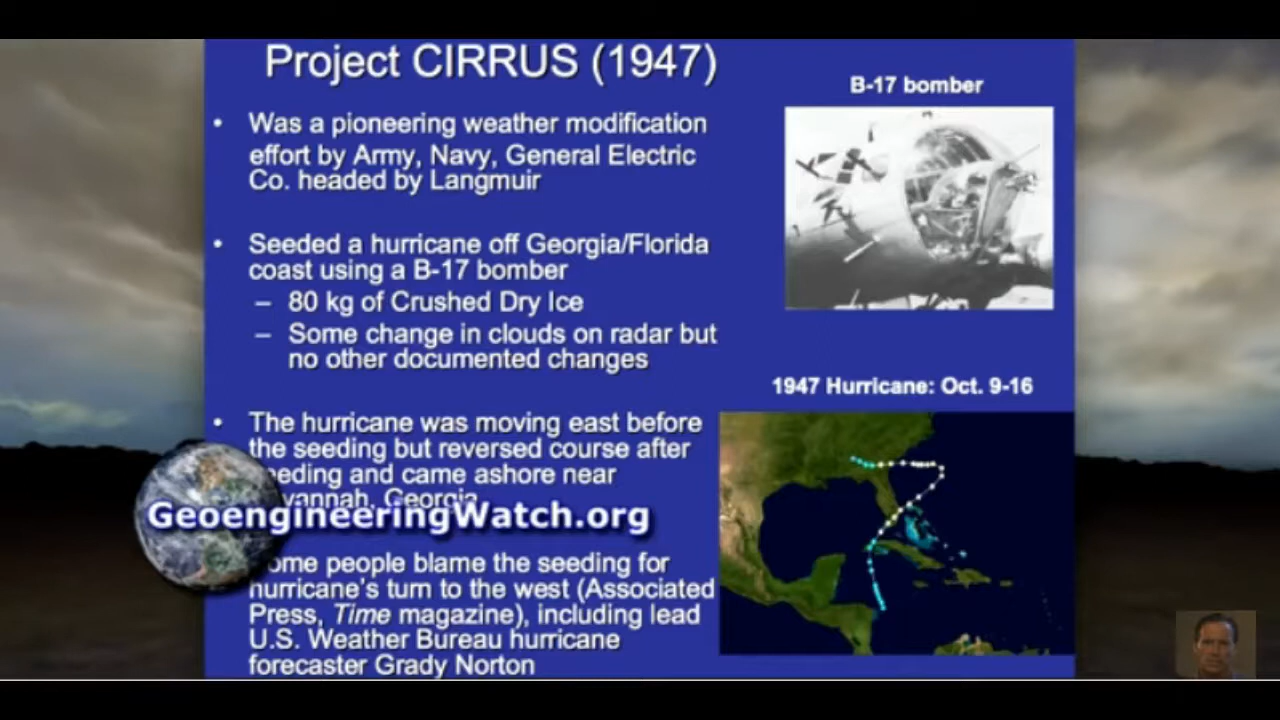 Project CIRRUS (1947)
B-17 bomber
• Was a pioneering weather modification
effort by Army, Navy, General Electric
Co. headed by Langmuir
• Seeded a hurricane off Georgia/Florida
coast using a B-17 bomber
– 80 kg of Crushed Dry Ice
– Some change in clouds on radar but
no other documented changes
1947 Hurricane: Oct. 9-16
• The hurricane was moving east before
the seeding but reversed course after
eeding and came ashore near
vannah, Georgia
GeoengineeringWatch.org
ome people blame the seeding for
hurricane's turn to the west (Associated
Press, Time magazine), including lead
U.S. Weather Bureau hurricane
forecaster Grady Norton